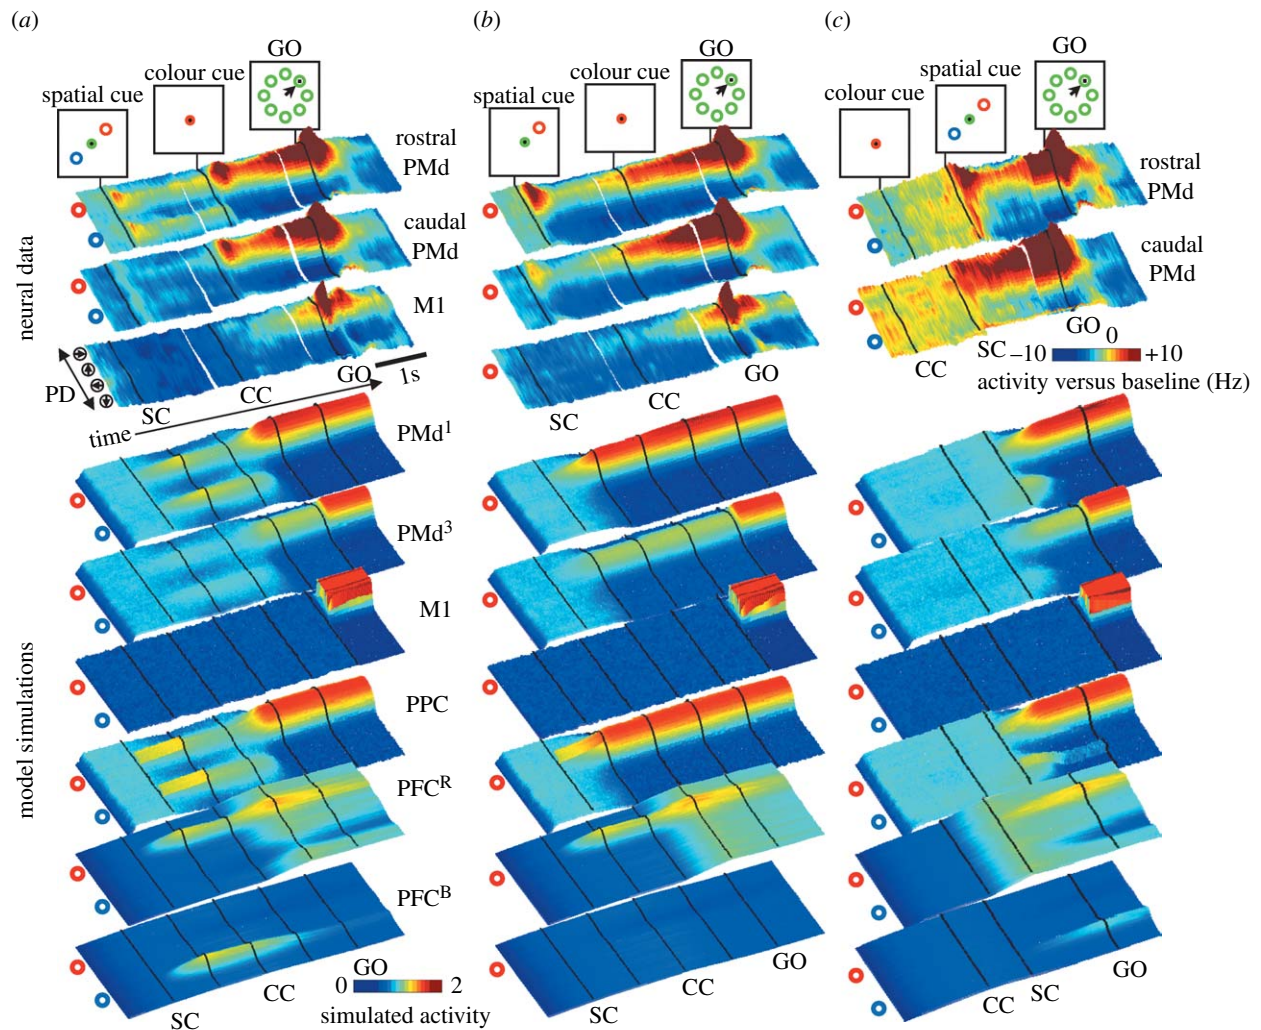 (a)
(b)
(c)
GO
colour cue
spatial cue
GO
colour cue
spatial cue
GO
spatial cue
colour cue
rostral
PMd
caudal
PMd
M1
rostral
PMd
caudal
PMd
neural data
PD
SC
CC
GO
1s
time
SC
CC
GO
CC
SC
GO
–10
0
+10
activity versus baseline (Hz)
model simulations
PMd¹
PMd³
M1
PPC
PFCᴿ
PFCᴮ
SC
CC
GO
0
2
simulated activity
SC
CC
GO
CC
SC
GO